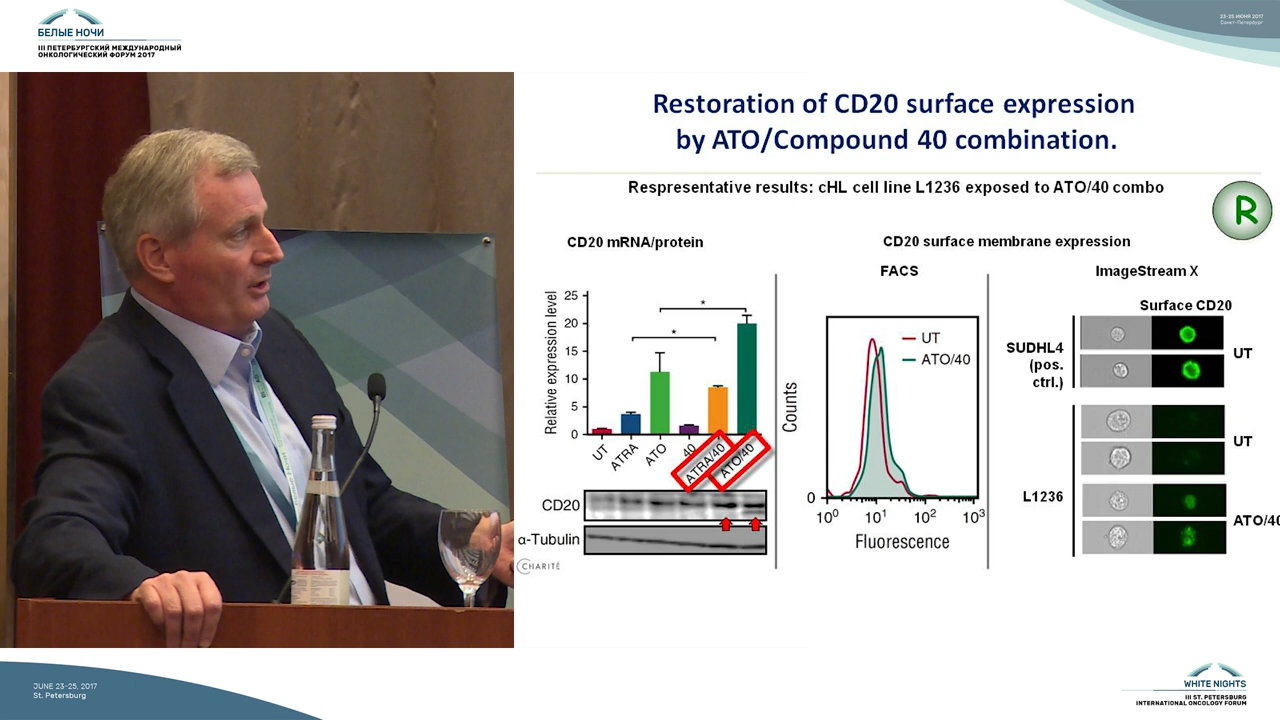 БЕЛЫЕ НОЧИ
III ПЕТЕРБУРГСКИЙ МЕЖДУНАРОДНЫЙ
ОНКОЛОГИЧЕСКИЙ ФОРУМ 2017
23-25 ИЮНЯ 2017
Санкт-Петербург
Restoration of CD20 surface expression
by ATO/Compound 40 combination.
Respresentative results: cHL cell line L1236 exposed to ATO/40 combo
R
CD20 mRNA/protein
CD20 surface membrane expression
FACS
ImageStream X
Relative expression level
25
20
15
10
5
0
*
*
UT
ATRA
ATO
40
ATRA/40
ATO/40
CD20
α-Tubulin
CHARITÉ
Counts
UT
ATO/40
0
10⁰
10¹
10²
10³
Fluorescence
Surface CD20
SUDHL4
(pos.
ctrl.)
UT
UT
L1236
ATO/40
JUNE 23-25, 2017
St. Petersburg
WHITE NIGHTS
III ST. PETERSBURG
INTERNATIONAL ONCOLOGY FORUM